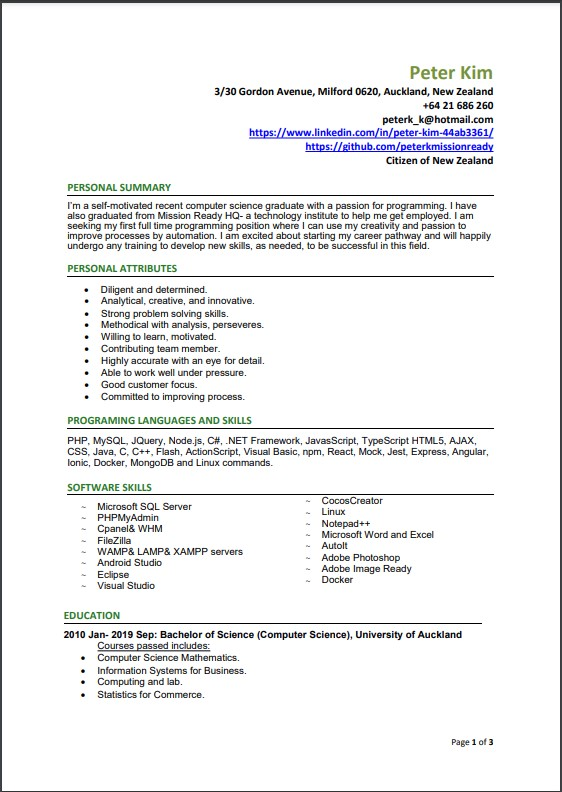 Peter Kim
3/30 Gordon Avenue, Milford 0620, Auckland, New Zealand
+64 21 686 260
peterk_k@hotmail.com
https://www.linkedin.com/in/peter-kim-44ab3361/
https://github.com/peterkmissionready
Citizen of New Zealand
PERSONAL SUMMARY
I'm a self-motivated recent computer science graduate with a passion for programming. I have
also graduated from Mission Ready HQ- a technology institute to help me get employed. I am
seeking my first full time programming position where I can use my creativity and passion to
improve processes by automation. I am excited about starting my career pathway and will happily
undergo any training to develop new skills, as needed, to be successful in this field.
PERSONAL ATTRIBUTES
• Diligent and determined.
• Analytical, creative, and innovative.
• Strong problem solving skills.
• Methodical with analysis, perseveres.
• Willing to learn, motivated.
• Contributing team member.
• Highly accurate with an eye for detail.
• Able to work well under pressure.
• Good customer focus.
• Committed to improving process.
PROGRAMING LANGUAGES AND SKILLS
PHP, MySQL, JQuery, Node.js, C#, .NET Framework, JavasScript, TypeScript HTML5, AJAX,
CSS, Java, C, C++, Flash, ActionScript, Visual Basic, npm, React, Mock, Jest, Express, Angular,
Ionic, Docker, MongoDB and Linux commands.
SOFTWARE SKILLS
~ Microsoft SQL Server
~ PHPMyAdmin
~ Cpanel& WHM
~ FileZilla
~ WAMP& LAMP& XAMPP servers
~ Android Studio
~ Eclipse
~ Visual Studio
~ CocosCreator
~ Linux
~ Notepad++
~ Microsoft Word and Excel
~ AutoIt
~ Adobe Photoshop
~ Adobe Image Ready
~ Docker
EDUCATION
2010 Jan- 2019 Sep: Bachelor of Science (Computer Science), University of Auckland
Courses passed includes:
• Computer Science Mathematics.
• Information Systems for Business.
• Computing and lab.
• Statistics for Commerce.
Page 1 of 3